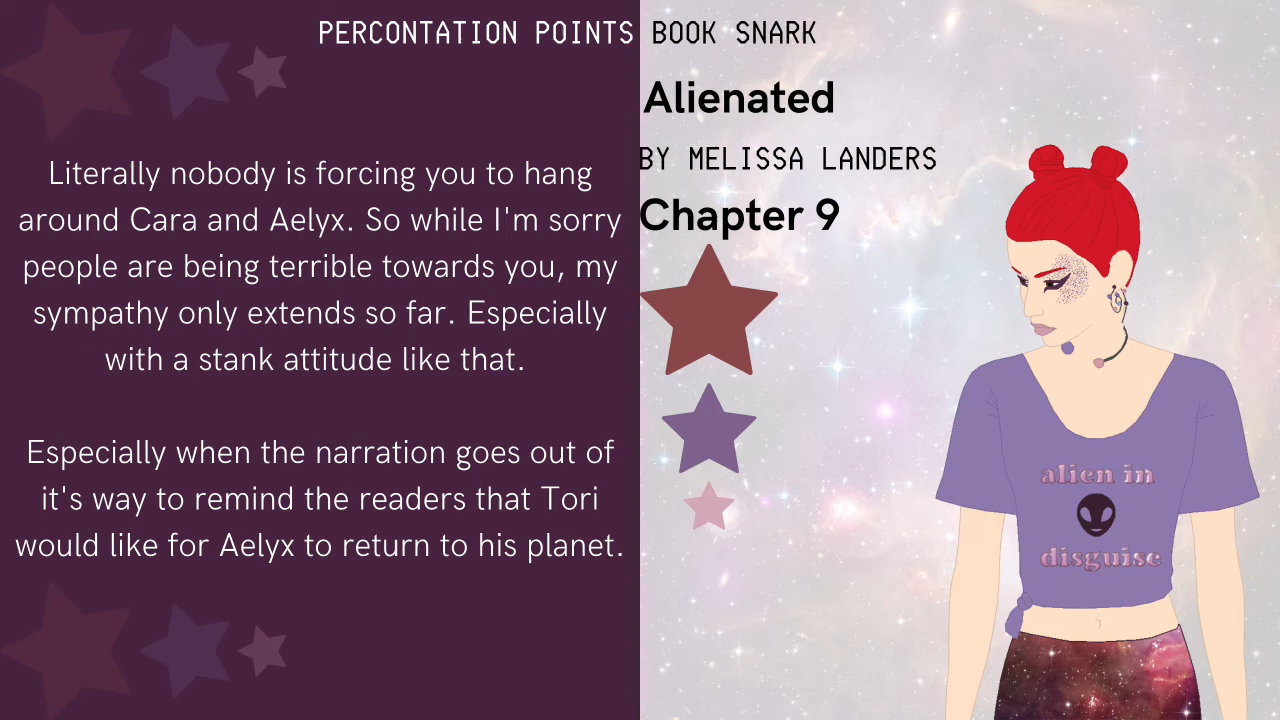 PERCONTATION POINTS BOOK SNARK
Literally nobody is forcing you to hang
around Cara and Aelyx. So while I'm sorry
people are being terrible towards you, my
sympathy only extends so far. Especially
with a stank attitude like that.
Especially when the narration goes out of
it's way to remind the readers that Tori
would like for Aelyx to return to his planet.
Alienated
BY MELISSA LANDERS
Chapter 9
alien in
disguise